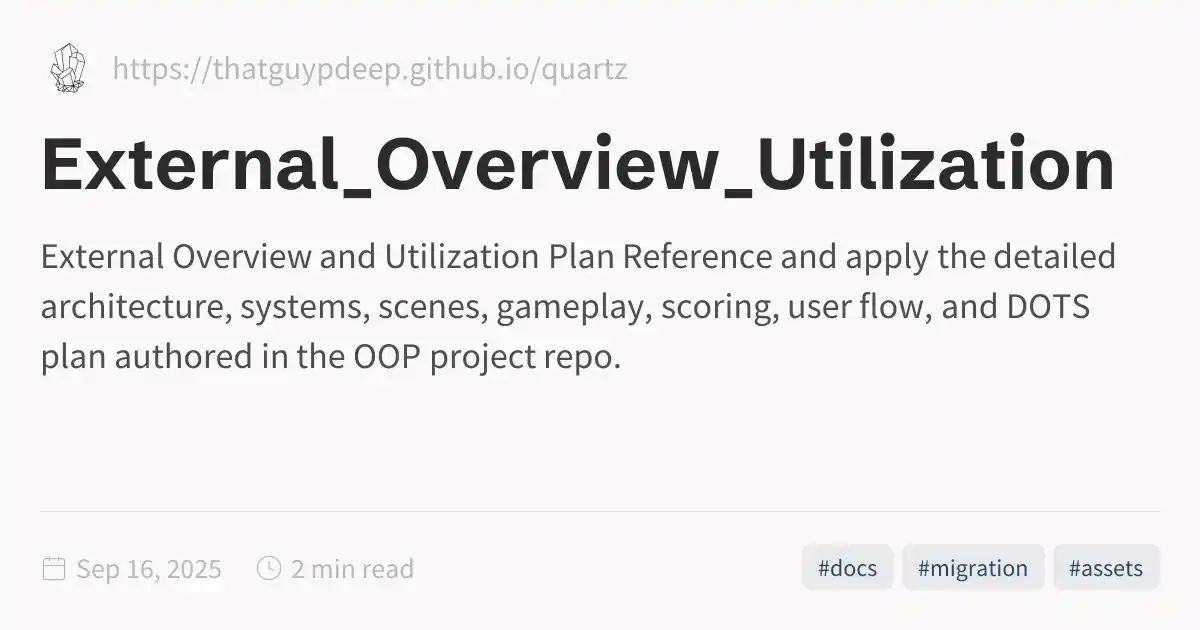 https://thatguypdeep.github.io/quartz
External_Overview_Utilization
External Overview and Utilization Plan Reference and apply the detailed
architecture, systems, scenes, gameplay, scoring, user flow, and DOTS
plan authored in the OOP project repo.
Sep 16, 2025 2 min read #docs #migration #assets